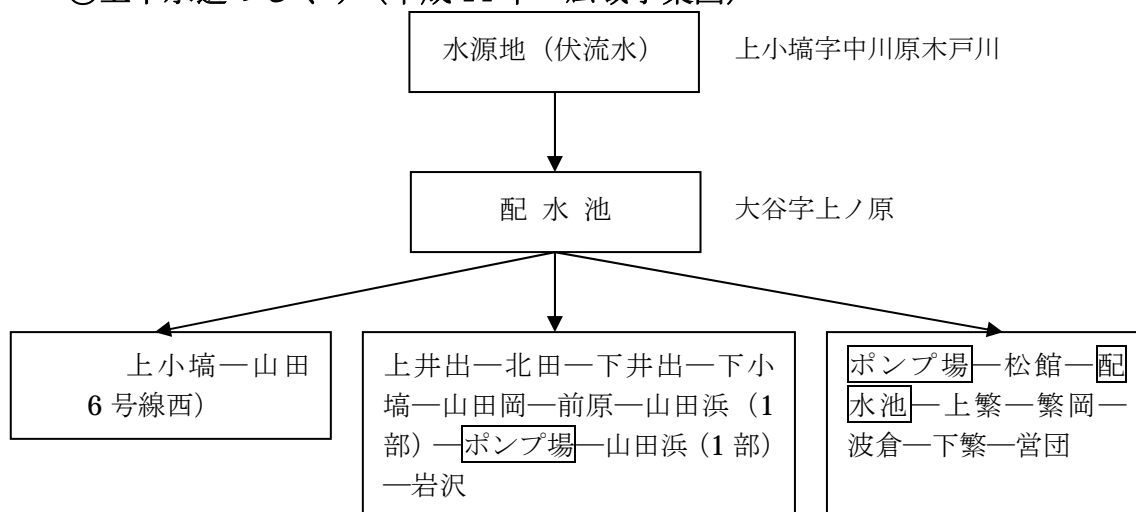 水源地（伏流水）
上小塙字中川原木戸川
配 水 池
大谷字上ノ原
上小塙―山田
6 号線西）
上井出―北田―下井出―下小
塙―山田岡―前原―山田浜（1
部）―ポンプ場―山田浜（1 部）
―岩沢
ポンプ場―松館―配
水池―上繁―繁岡―
波倉―下繁―営団